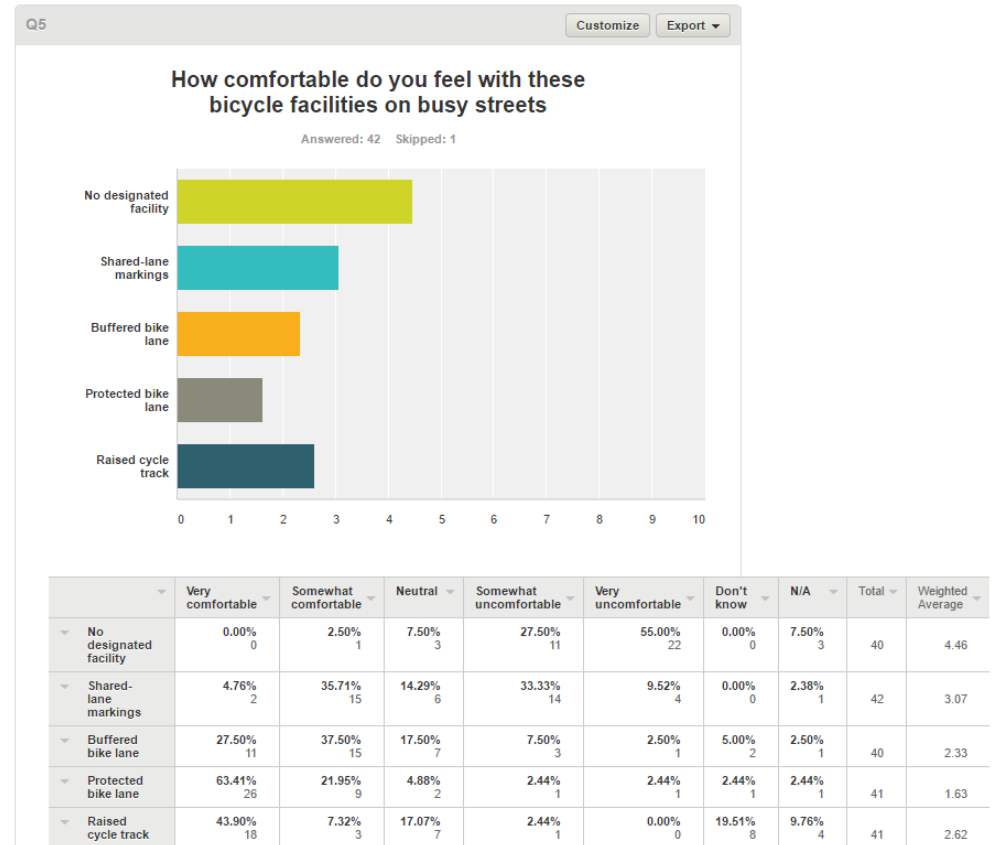 Q5
Customize
Export
How comfortable do you feel with these
bicycle facilities on busy streets
Answered: 42 Skipped: 1
No designated
facility
Shared-lane
markings
Buffered bike
lane
Protected bike
lane
Raised cycle
track
0 1 2 3 4 5 6 7 8 9 10
Very
comfortable
Somewhat
comfortable
Neutral
Somewhat
uncomfortable
Very
uncomfortable
Don't
know
N/A
Total
Weighted
Average
No
designated
facility
0.00% 2.50% 7.50% 27.50% 55.00% 0.00% 7.50%
0 1 3 11 22 0 3 40 4.46
Shared-
lane
markings
4.76% 35.71% 14.29% 33.33% 9.52% 0.00% 2.38%
2 15 6 14 4 0 1 42 3.07
Buffered
bike lane
27.50% 37.50% 17.50% 7.50% 2.50% 5.00% 2.50%
11 15 7 3 1 2 1 40 2.33
Protected
bike lane
63.41% 21.95% 4.88% 2.44% 2.44% 2.44% 2.44%
26 9 2 1 1 1 1 41 1.63
Raised
cycle track
43.90% 7.32% 17.07% 2.44% 0.00% 19.51% 9.76%
18 3 7 1 0 8 4 41 2.62